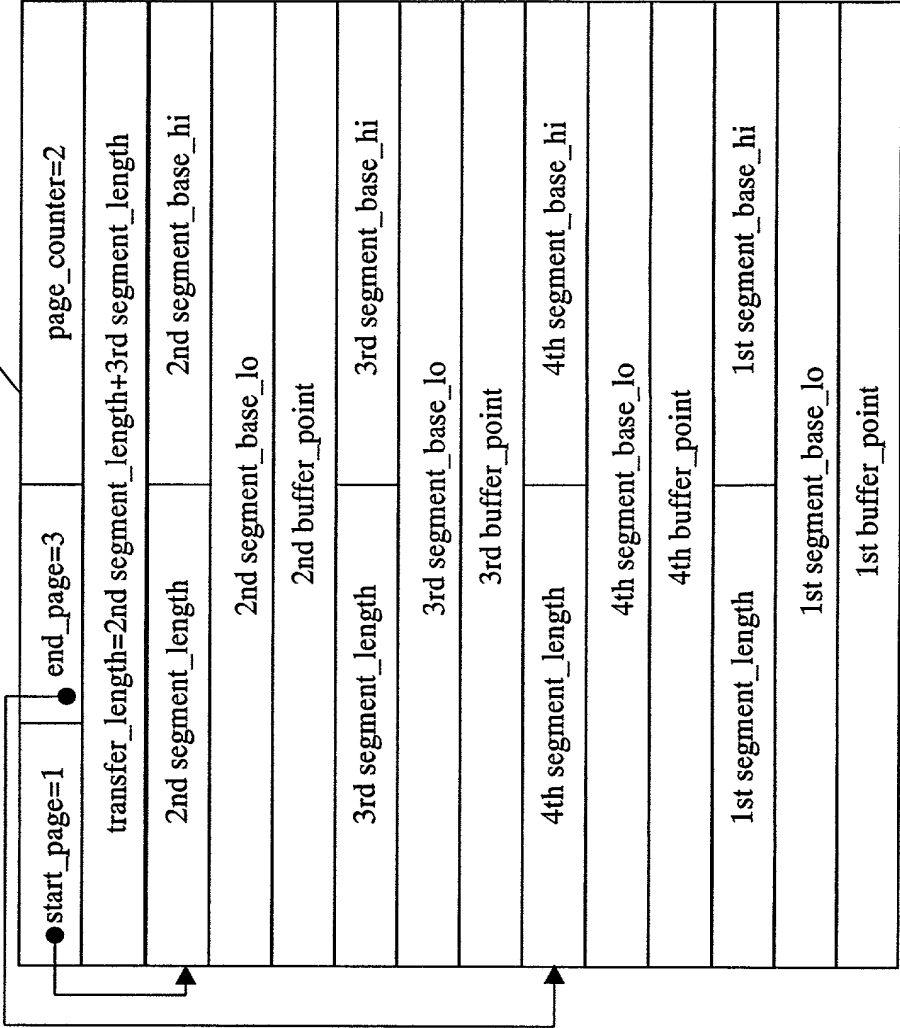 start_page=1 end_page=3 page_counter=2
transfer_length=2nd segment_length+3rd segment_length
2nd segment_length 2nd segment_base_hi
2nd segment_base_lo
2nd buffer_point
3rd segment_length 3rd segment_base_hi
3rd segment_base_lo
3rd buffer_point
4th segment_length 4th segment_base_hi
4th segment_base_lo
4th buffer_point
1st segment_length 1st segment_base_hi
1st segment_base_lo
1st buffer_point